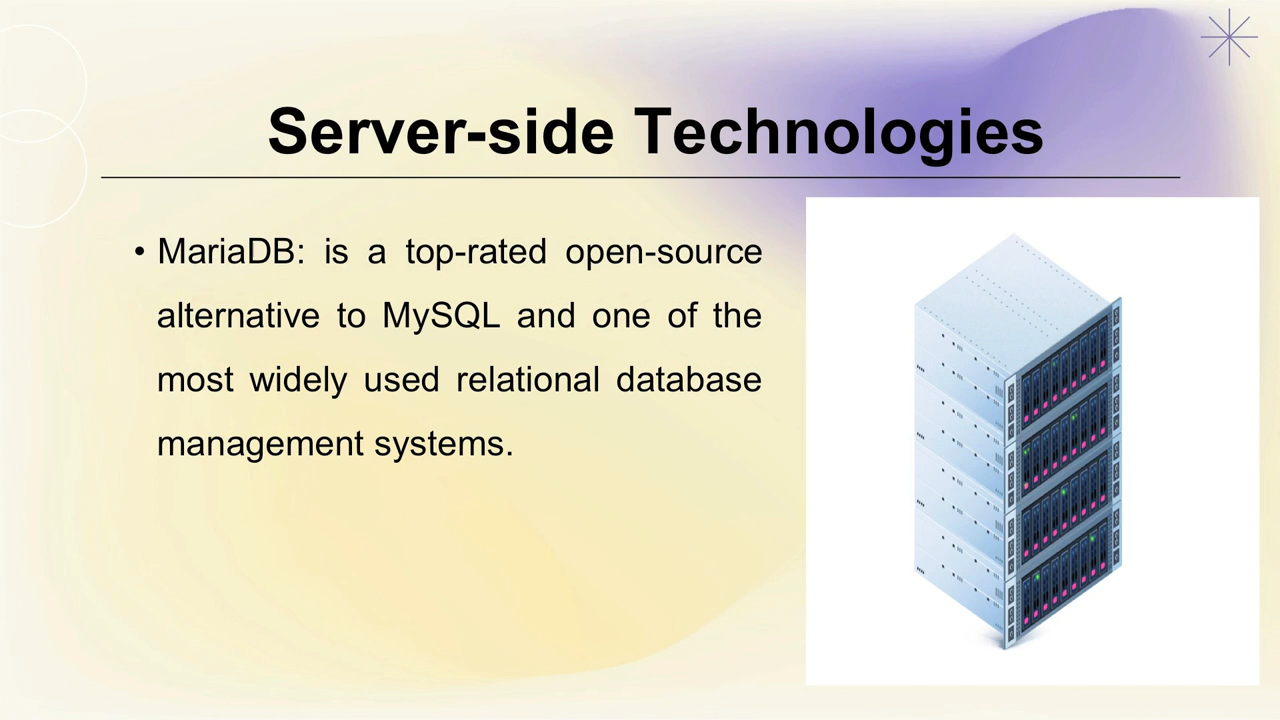 Server-side Technologies
• MariaDB: is a top-rated open-source
alternative to MySQL and one of the
most widely used relational database
management systems.